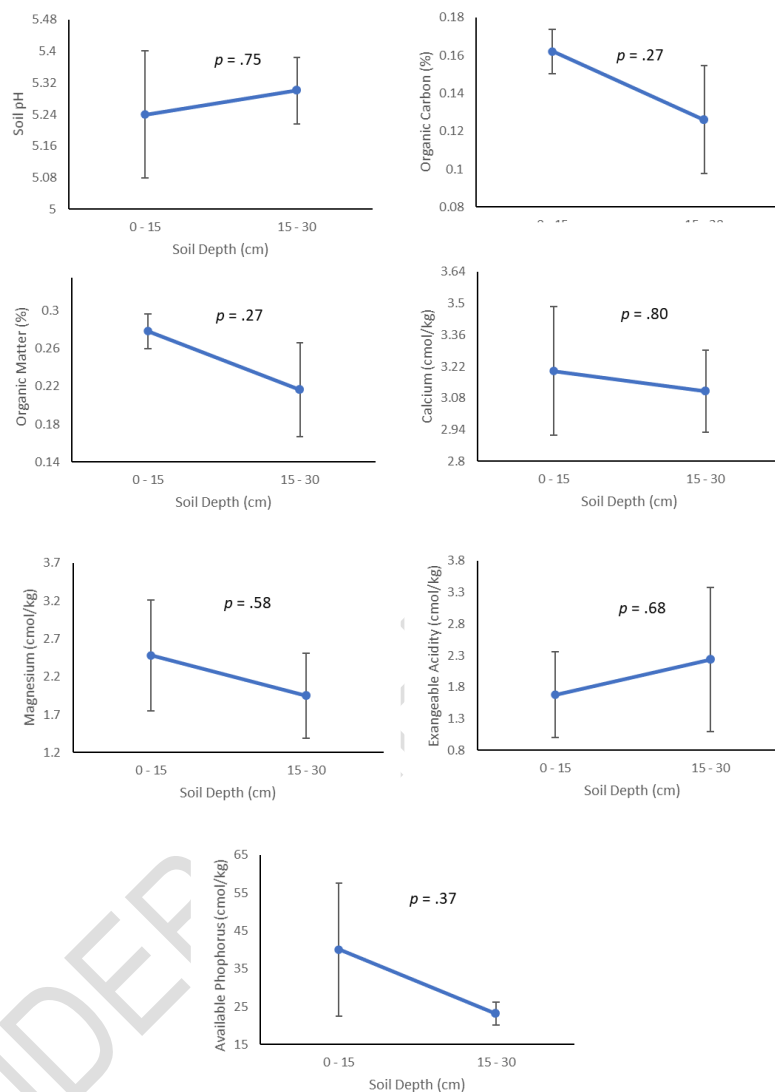 5.48
5.4
5.32
5.24
5.16
5.08
5
Soil pH
p = .75
0 - 15
15 - 30
Soil Depth (cm)
0.18
0.16
0.14
0.12
0.1
0.08
Organic Carbon (%)
p = .27
0 - 15
15 - 30
0.3
0.26
0.22
0.18
0.14
Organic Matter (%)
p = .27
0 - 15
15 - 30
Soil Depth (cm)
3.64
3.5
3.36
3.22
3.08
2.94
2.8
Calcium (cmol/kg)
p = .80
0 - 15
15 - 30
Soil Depth (cm)
3.7
3.2
2.7
2.2
1.7
1.2
Magnesium (cmol/kg)
p = .58
0 - 15
15 - 30
Soil Depth (cm)
3.8
3.3
2.8
2.3
1.8
1.3
0.8
Exangeable Acidity (cmol/kg)
p = .68
0 - 15
15 - 30
Soil Depth (cm)
65
55
45
35
25
15
Available Phophorus (cmol/kg)
p = .37
0 - 15
15 - 30
Soil Depth (cm)